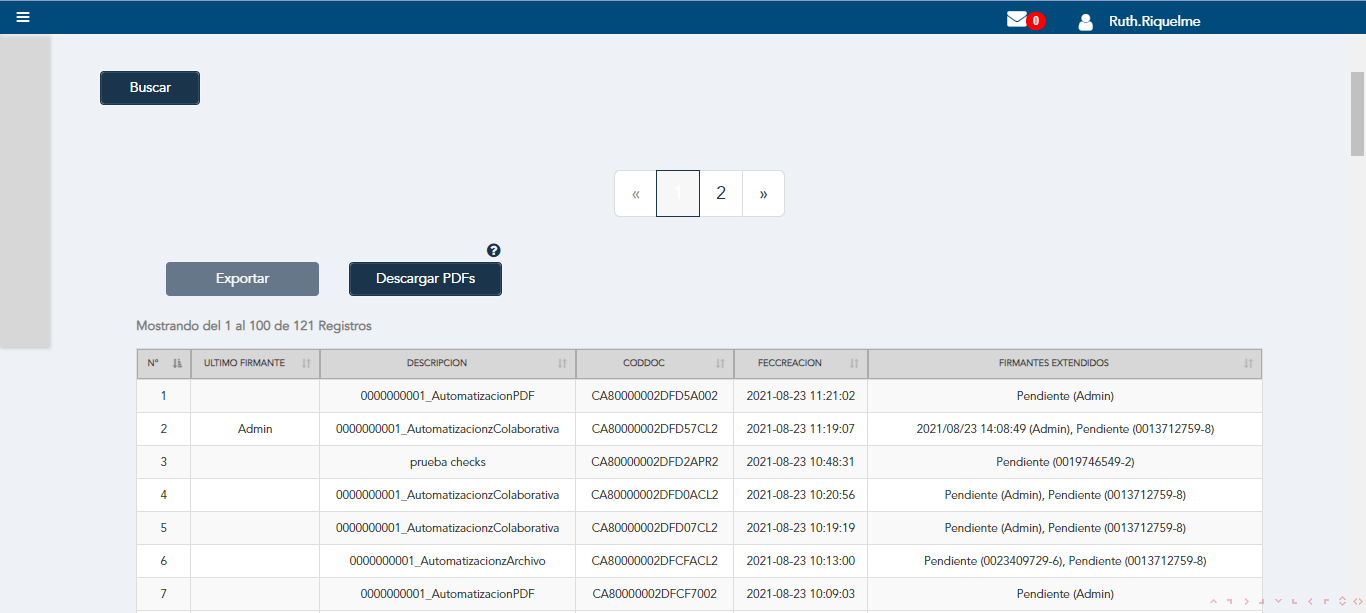 0 Ruth.Riquelme
Buscar
« 1 2 »
?
Exportar Descargar PDFs
Mostrando del 1 al 100 de 121 Registros
N° ULTIMO FIRMANTE DESCRIPCION CODDOC FECCREACION FIRMANTES EXTENDIDOS
1 0000000001_AutomatizacionPDF CA80000002DFD5A002 2021-08-23 11:21:02 Pendiente (Admin)
2 Admin 0000000001_AutomatizacionzColaborativa CA80000002DFD57CL2 2021-08-23 11:19:07 2021/08/23 14:08:49 (Admin), Pendiente (0013712759-8)
3 prueba checks CA80000002DFD2APR2 2021-08-23 10:48:31 Pendiente (0019746549-2)
4 0000000001_AutomatizacionzColaborativa CA80000002DFD0ACL2 2021-08-23 10:20:56 Pendiente (Admin), Pendiente (0013712759-8)
5 0000000001_AutomatizacionzColaborativa CA80000002DFD07CL2 2021-08-23 10:19:19 Pendiente (Admin), Pendiente (0013712759-8)
6 0000000001_AutomatizacionzArchivo CA80000002DFCFACL2 2021-08-23 10:13:00 Pendiente (0023409729-6), Pendiente (0013712759-8)
7 0000000001_AutomatizacionPDF CA80000002DFCF7002 2021-08-23 10:09:03 Pendiente (Admin)